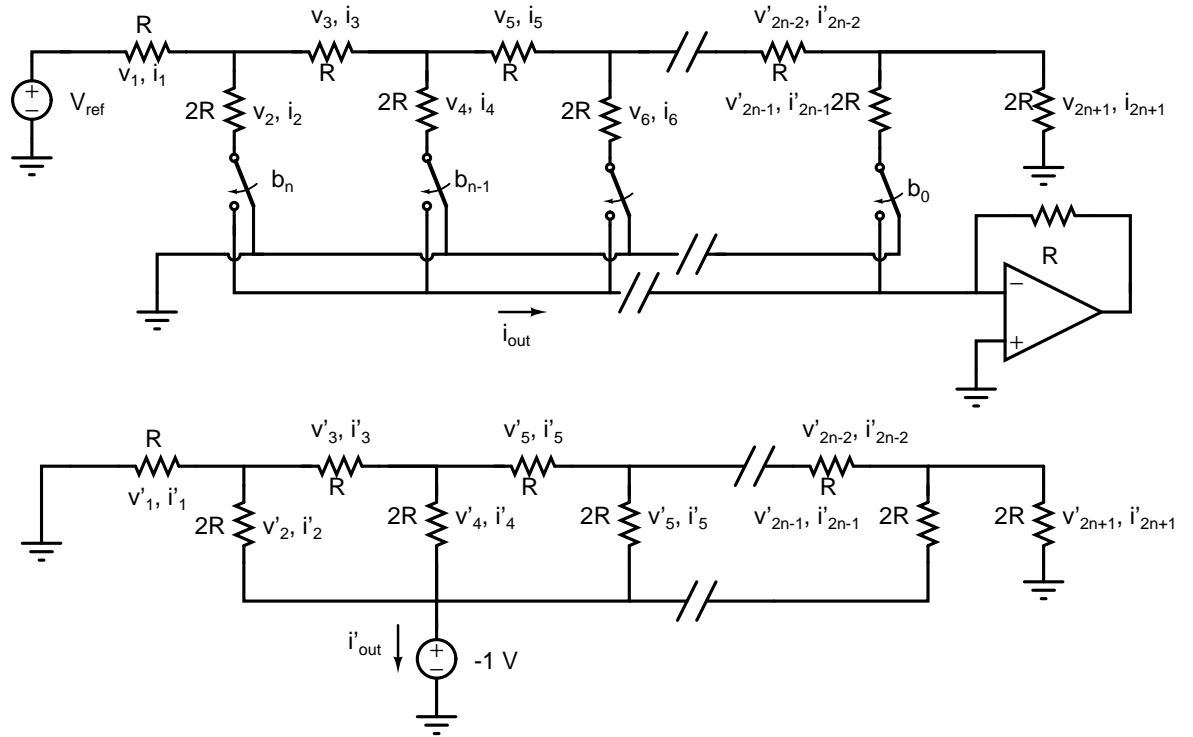 R
v3, i3
v5, i5
v'2n-2, i'2n-2
v1, i1
R
R
R
Vref
2R
v2, i2
2R
v4, i4
2R
v6, i6
v'2n-1, i'2n-1
2R
2R
v2n+1, i2n+1
bn
bn-1
b0
R
iout
R
v'3, i'3
v'5, i'5
v'2n-2, i'2n-2
v'1, i'1
R
R
R
2R
v'2, i'2
2R
v'4, i'4
2R
v'5, i'5
v'2n-1, i'2n-1
2R
2R
v'2n+1, i'2n+1
i'out
-1 V